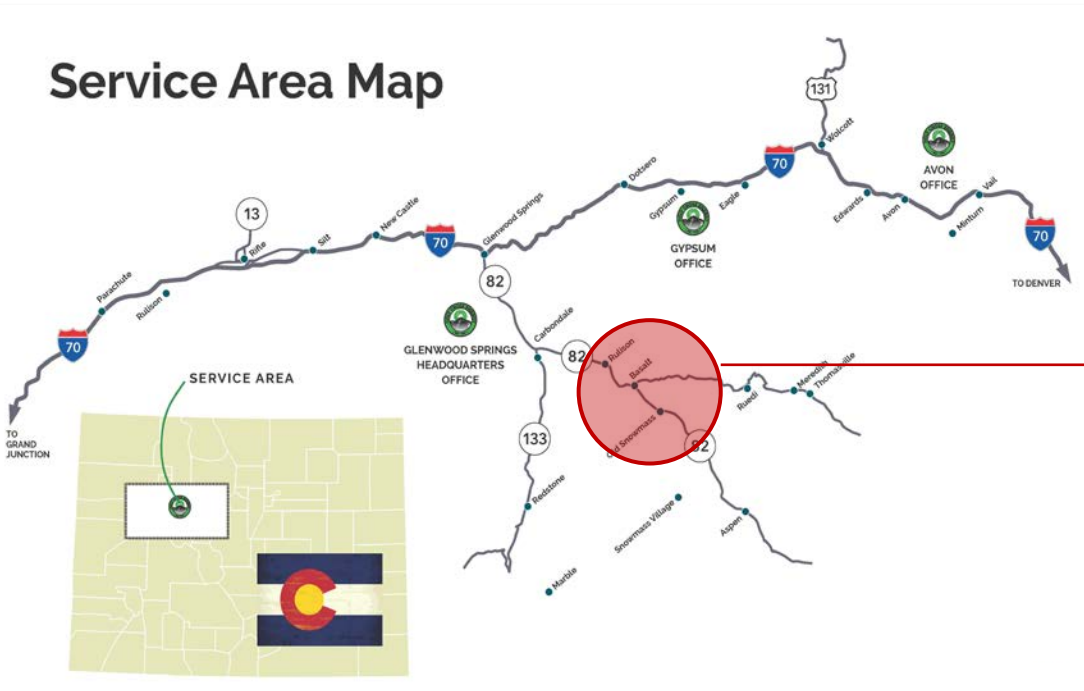 Service Area Map
131
Wolcott
AVON
OFFICE
70
Dotsero
Gypsum
Eagle
Edwards
Avon
Vail
Minturn
GYPSUM
OFFICE
70
TO DENVER
13
Rifle
Silt
New Castle
70
Glenwood Springs
82
Parachute
Rulison
70
TO
GRAND
JUNCTION
GLENWOOD SPRINGS
HEADQUARTERS
OFFICE
Carbondale
82
Rulison
Basalt
Old Snowmass
82
Ruedi
Meredith
Thomasville
133
Redstone
Snowmass Village
Aspen
Marble
SERVICE AREA